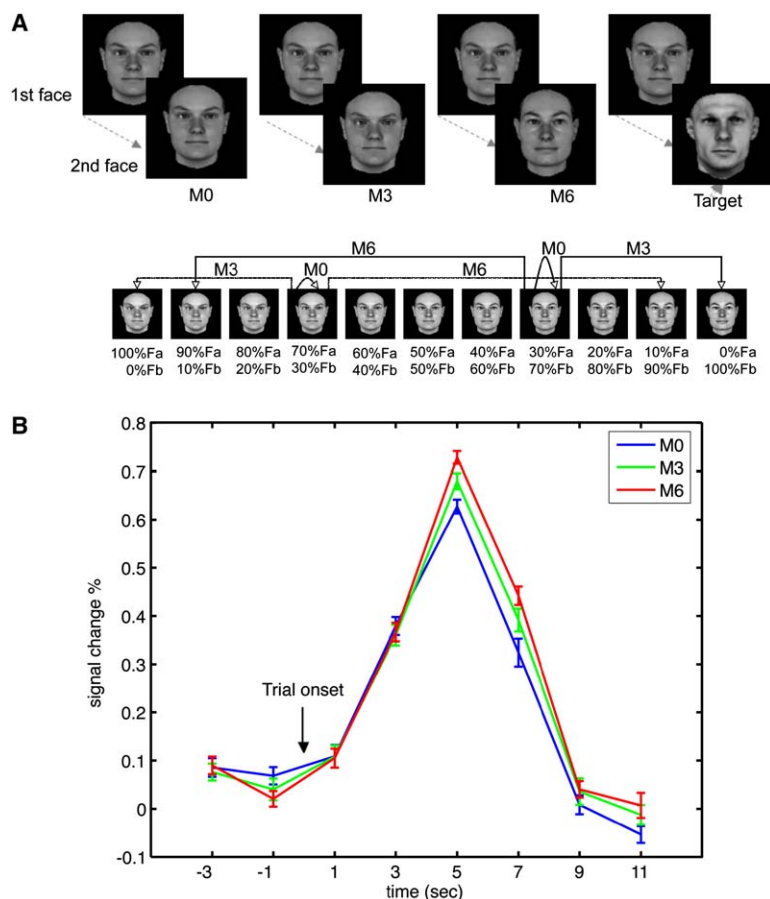 A
1st face
2nd face
M0 M3 M6 Target
M6 M0 M3
M3 M0 M6
100%Fa 90%Fa 80%Fa 70%Fa 60%Fa 50%Fa 40%Fa 30%Fa 20%Fa 10%Fa 0%Fa
0%Fb 10%Fb 20%Fb 30%Fb 40%Fb 50%Fb 60%Fb 70%Fb 80%Fb 90%Fb 100%Fb
B
0.8
0.7
0.6
0.5
0.4
0.3
0.2
0.1
0
-0.1
signal change %
M0
M3
M6
Trial onset
-3 -1 1 3 5 7 9 11
time (sec)